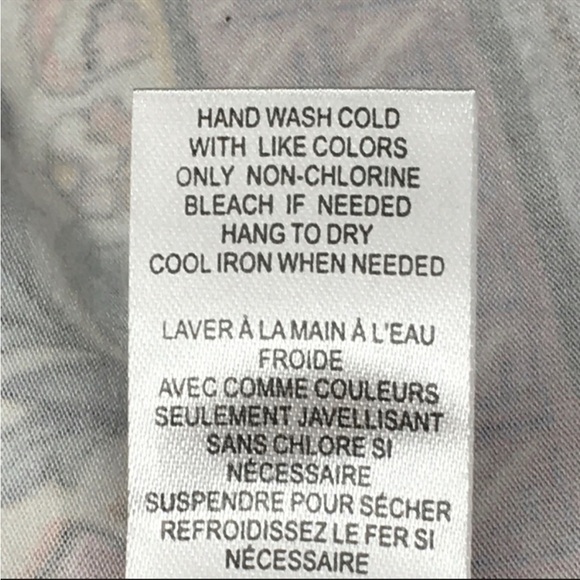 HAND WASH COLD
WITH LIKE COLORS
ONLY NON-CHLORINE
BLEACH IF NEEDED
HANG TO DRY
COOL IRON WHEN NEEDED
LAVER À LA MAIN À L'EAU
FROIDE
AVEC COMME COULEURS
SEULEMENT JAVELLISANT
SANS CHLORE SI
NÉCESSAIRE
SUSPENDRE POUR SÉCHER
REFROIDISSEZ LE FER SI
NÉCESSAIRE